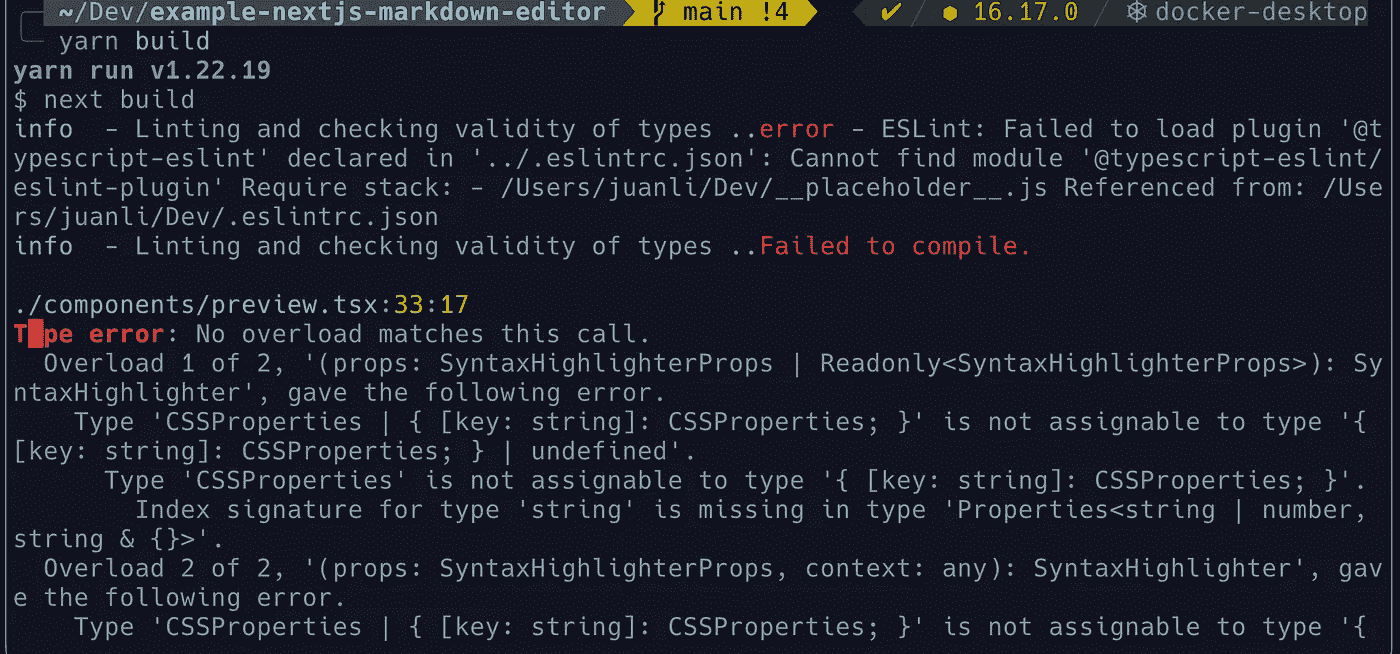 ~/Dev/example-nextjs-markdown-editor main !4 ✔ 16.17.0 docker-desktop
yarn build
yarn run v1.22.19
$ next build
info  - Linting and checking validity of types ..error - ESLint: Failed to load plugin '@t
ypescript-eslint' declared in '../.eslintrc.json': Cannot find module '@typescript-eslint/
eslint-plugin' Require stack: - /Users/juanli/Dev/__placeholder__.js Referenced from: /Use
rs/juanli/Dev/.eslintrc.json
info  - Linting and checking validity of types ..Failed to compile.
./components/preview.tsx:33:17
Type error: No overload matches this call.
  Overload 1 of 2, '(props: SyntaxHighlighterProps | Readonly<SyntaxHighlighterProps>): Sy
ntaxHighlighter', gave the following error.
    Type 'CSSProperties | { [key: string]: CSSProperties; }' is not assignable to type '{
[key: string]: CSSProperties; } | undefined'.
      Type 'CSSProperties' is not assignable to type '{ [key: string]: CSSProperties; }'.
        Index signature for type 'string' is missing in type 'Properties<string | number,
string & {}>'.
  Overload 2 of 2, '(props: SyntaxHighlighterProps, context: any): SyntaxHighlighter', gav
e the following error.
    Type 'CSSProperties | { [key: string]: CSSProperties; }' is not assignable to type '{